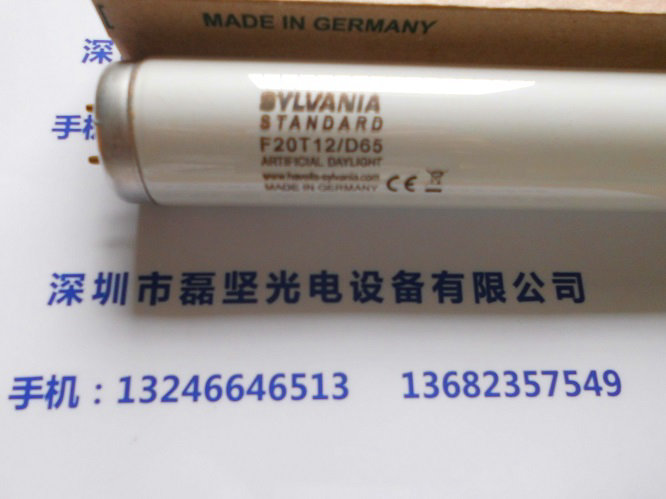 MADE IN GERMANY
深
手机
SYLVANIA
STANDARD
F20T12/D65
ARTIFICIAL DAYLIGHT
www.havells-sylvania.com
MADE IN GERMANY CE
深圳市磊坚光电设备有限公司
手机：13246646513 13682357549